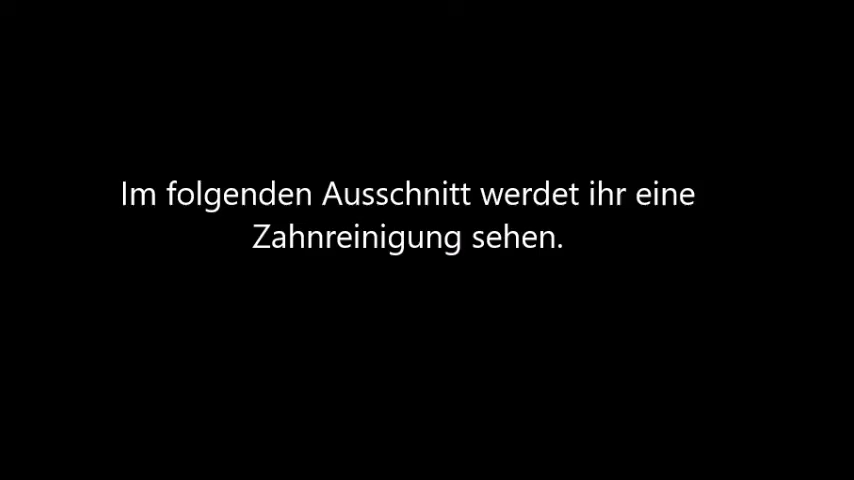 Im folgenden Ausschnitt werdet ihr eine
Zahnreinigung sehen.